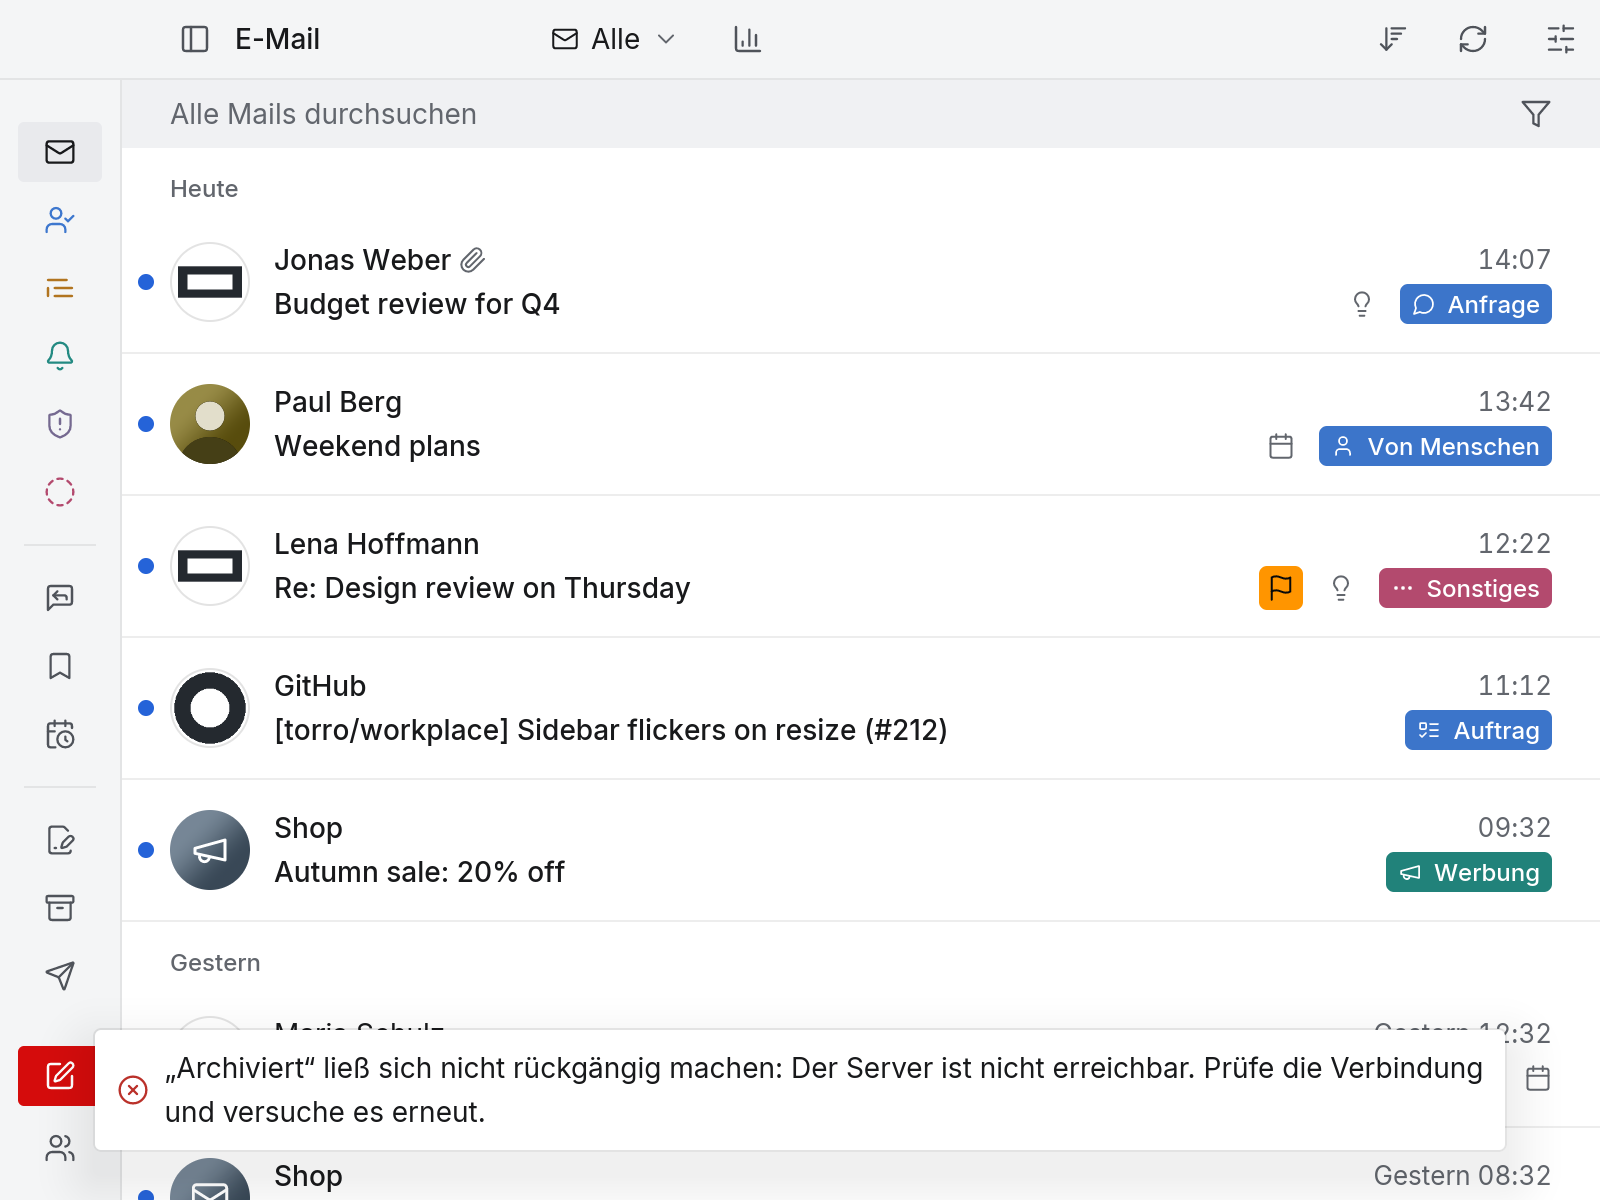 E-Mail
Alle
Alle Mails durchsuchen
Heute
Jonas Weber
14:07
Budget review for Q4
Anfrage
Paul Berg
13:42
Weekend plans
Von Menschen
Lena Hoffmann
12:22
Re: Design review on Thursday
Sonstiges
GitHub
11:12
[torro/workplace] Sidebar flickers on resize (#212)
Auftrag
Shop
09:32
Autumn sale: 20% off
Werbung
Gestern
„Archiviert“ ließ sich nicht rückgängig machen: Der Server ist nicht erreichbar. Prüfe die Verbindung
und versuche es erneut.
Shop
Gestern 08:32